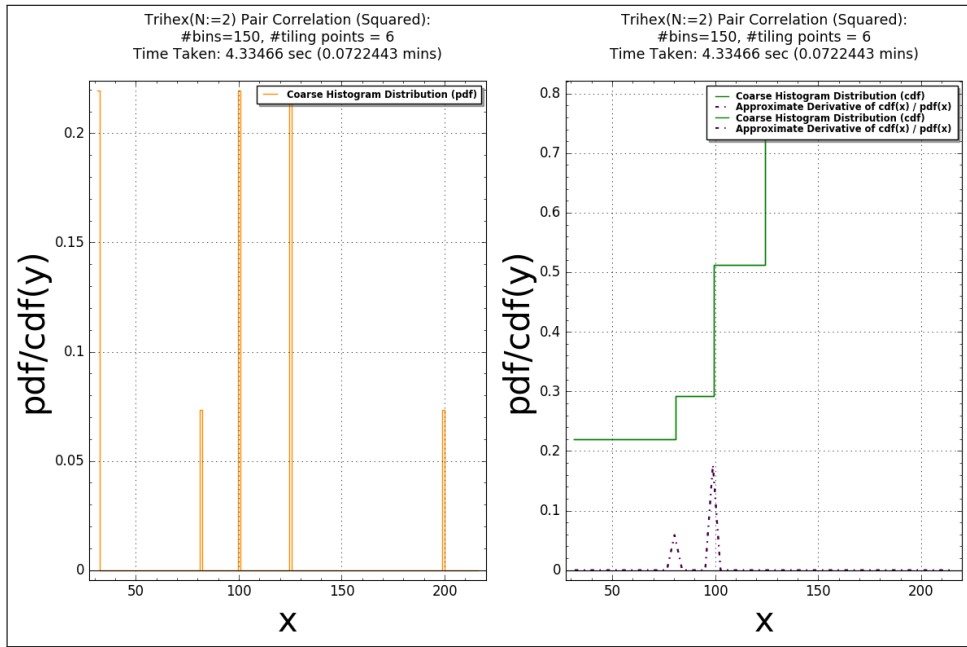 Trihex(N:=2) Pair Correlation (Squared):
#bins=150, #tiling points = 6
Time Taken: 4.33466 sec (0.0722443 mins)
Coarse Histogram Distribution (pdf)
0.2
0.15
0.1
0.05
0
pdf/cdf(y)
50
100
150
200
x
Trihex(N:=2) Pair Correlation (Squared):
#bins=150, #tiling points = 6
Time Taken: 4.33466 sec (0.0722443 mins)
Coarse Histogram Distribution (cdf)
Approximate Derivative of cdf(x) / pdf(x)
Coarse Histogram Distribution (cdf)
Approximate Derivative of cdf(x) / pdf(x)
0.8
0.7
0.6
0.5
0.4
0.3
0.2
0.1
0
pdf/cdf(y)
50
100
150
200
x